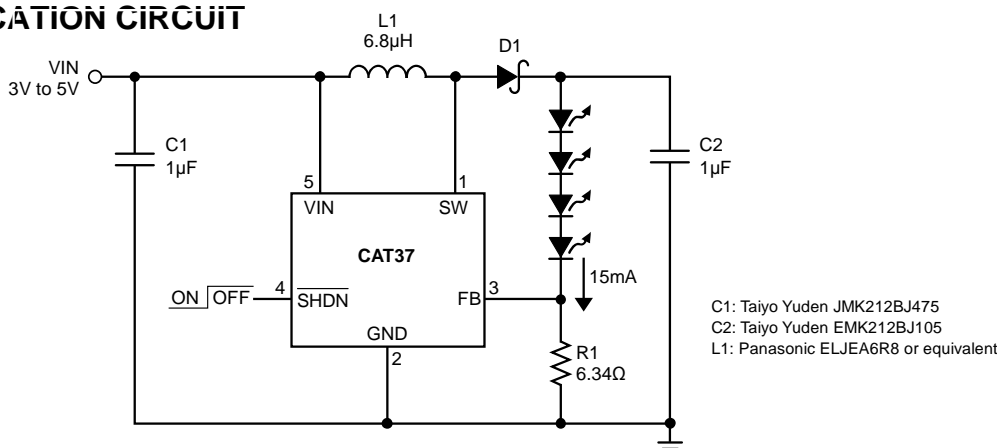 CATION CIRCUIT
L1
6.8µH
D1
VIN
3V to 5V
C1
1µF
C2
1µF
5
1
VIN
SW
CAT37
15mA
ON OFF
4
SHDN
FB
3
GND
2
R1
6.34Ω
C1: Taiyo Yuden JMK212BJ475
C2: Taiyo Yuden EMK212BJ105
L1: Panasonic ELJEA6R8 or equivalent